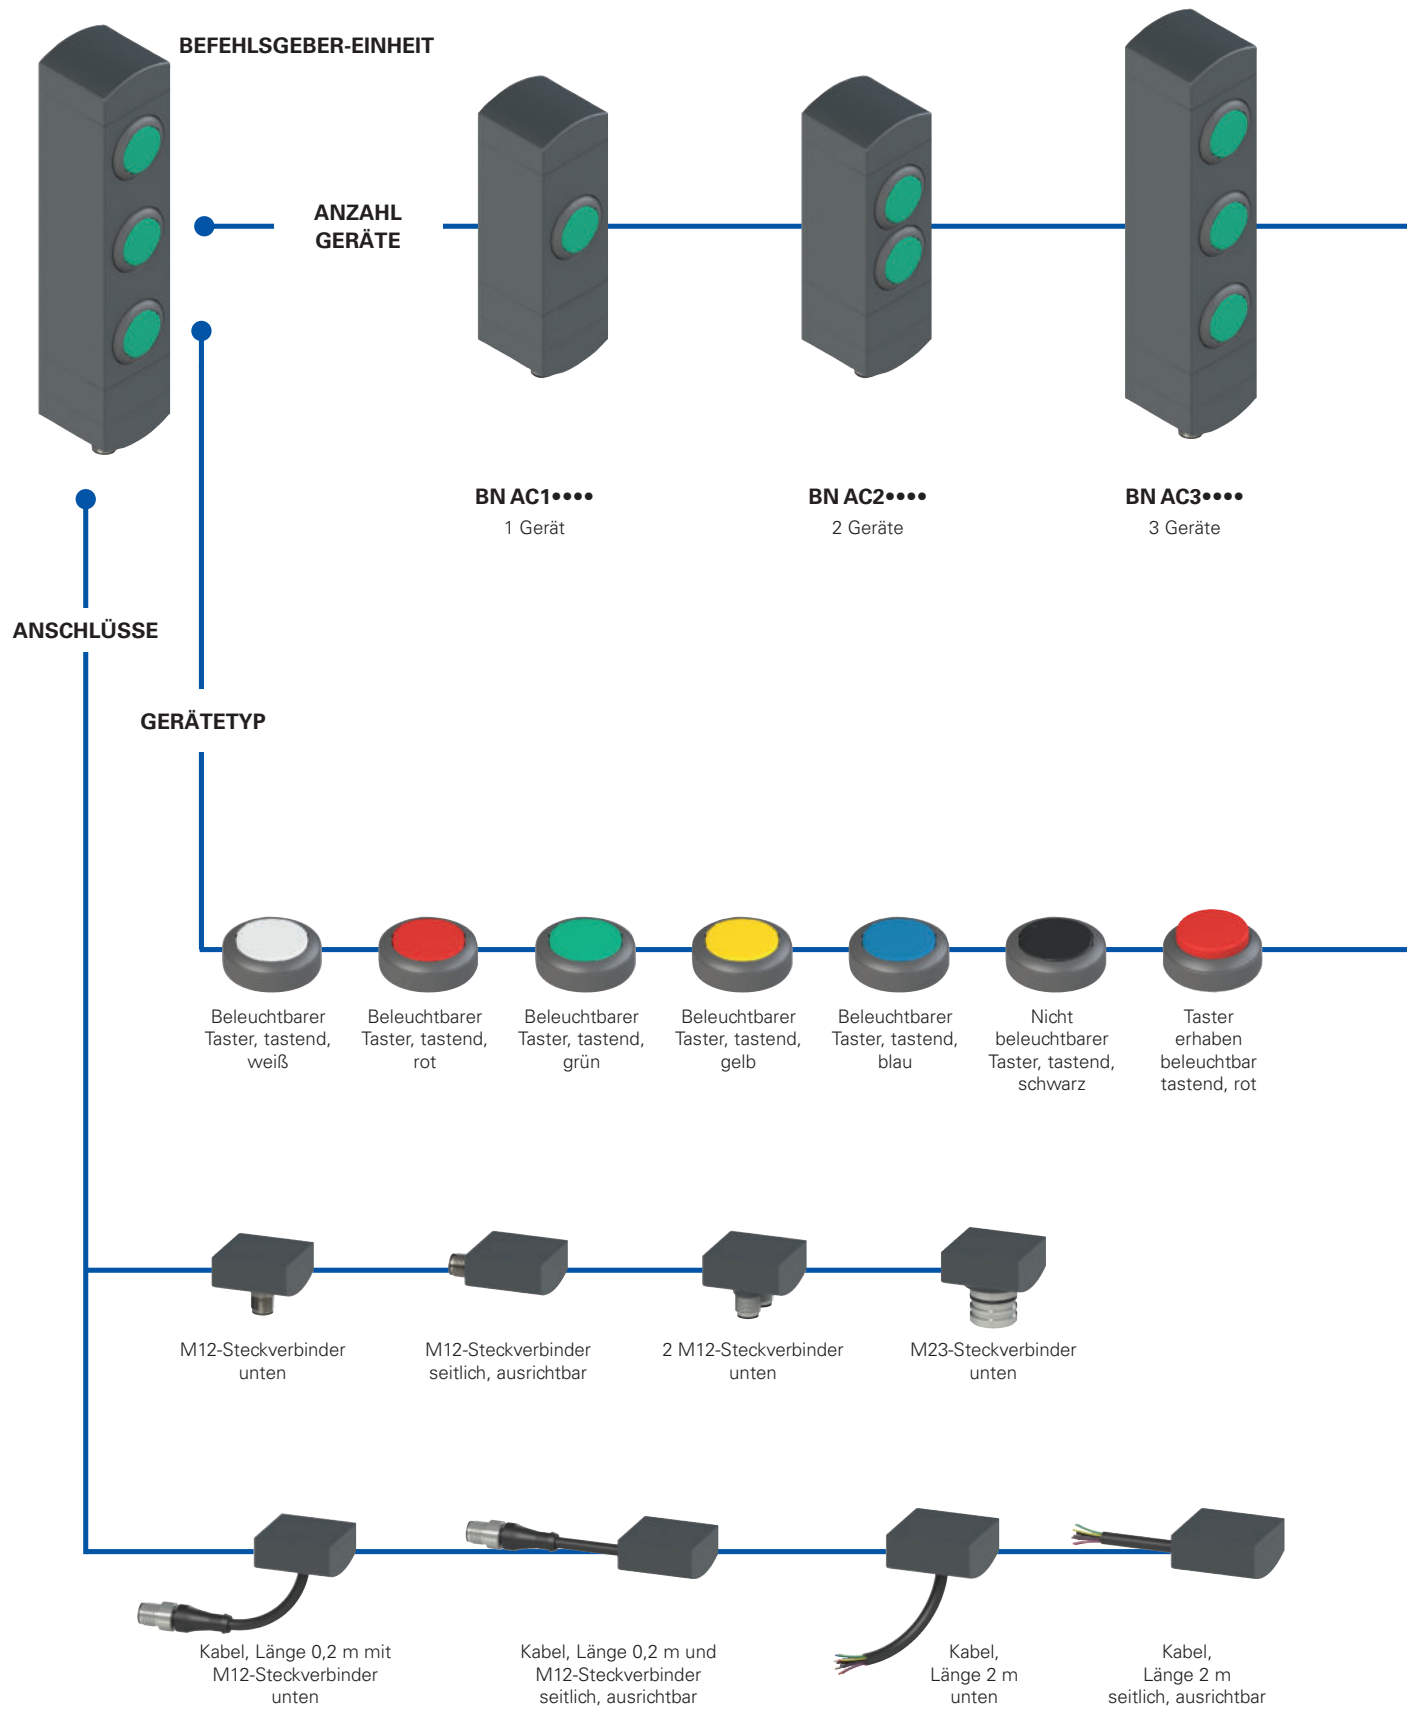 BEFEHLSGEBER-EINHEIT
ANZAHL
GERÄTE
BN AC1••••
1 Gerät
BN AC2••••
2 Geräte
BN AC3••••
3 Geräte
ANSCHLÜSSE
GERÄTETYP
Beleuchtbarer
Taster, tastend,
weiß
Beleuchtbarer
Taster, tastend,
rot
Beleuchtbarer
Taster, tastend,
grün
Beleuchtbarer
Taster, tastend,
gelb
Beleuchtbarer
Taster, tastend,
blau
Nicht
beleuchtbarer
Taster, tastend,
schwarz
Taster
erhaben
beleuchtbar
tastend, rot
M12-Steckverbinder
unten
M12-Steckverbinder
seitlich, ausrichtbar
2 M12-Steckverbinder
unten
M23-Steckverbinder
unten
Kabel, Länge 0,2 m mit
M12-Steckverbinder
unten
Kabel, Länge 0,2 m und
M12-Steckverbinder
seitlich, ausrichtbar
Kabel,
Länge 2 m
unten
Kabel,
Länge 2 m
seitlich, ausrichtbar